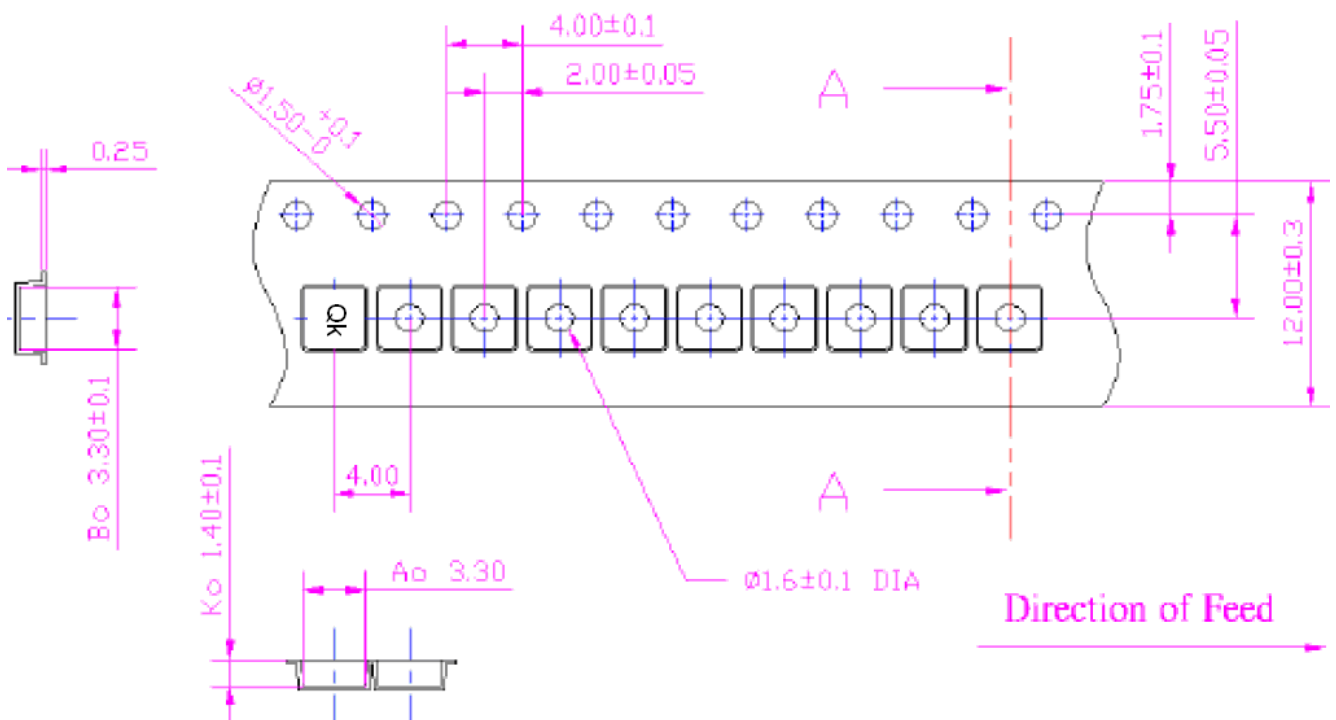 4.00±0.1
2.00±0.05
Ø1.50 +0.1 -0
0.25
A
1.75±0.1
5.50±0.05
12.00±0.3
Qk
Bo 3.30±0.1
4.00
A
Ko 1.40±0.1
Ao 3.30
Ø1.6±0.1 DIA
Direction of Feed